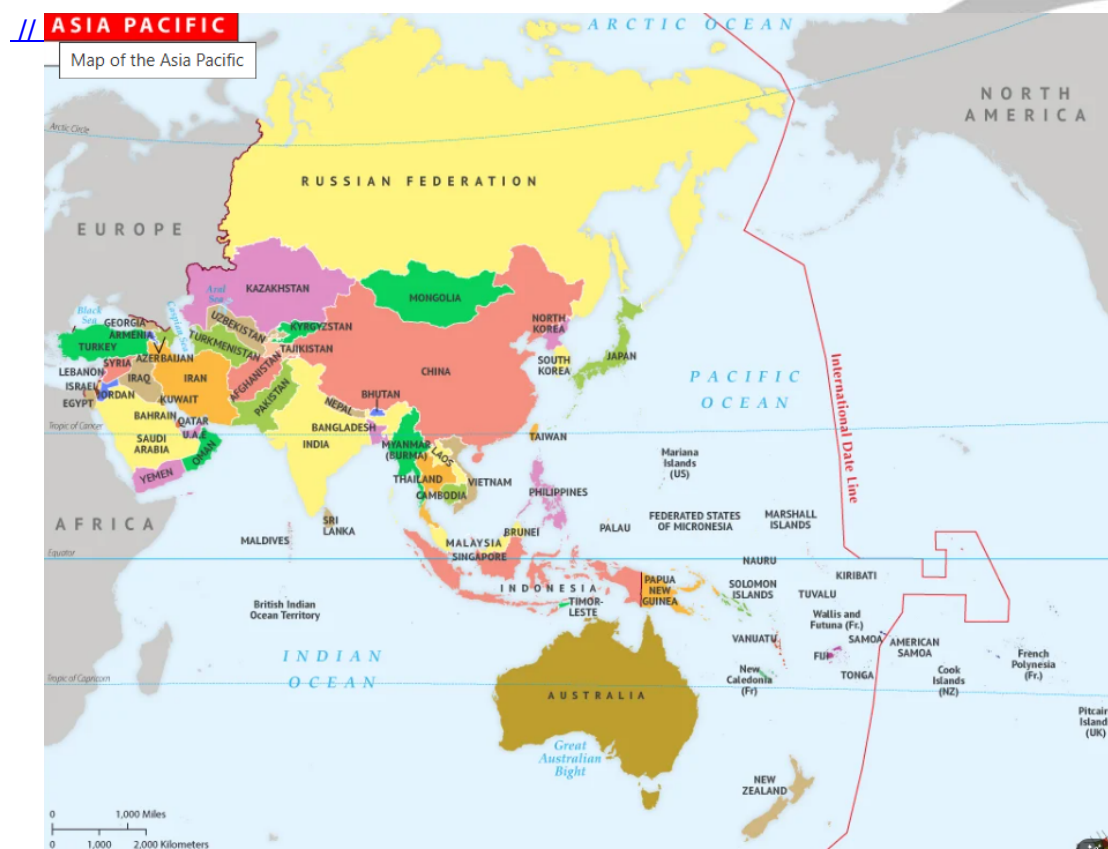 //
ASIA PACIFIC
Map of the Asia Pacific
ARCTIC OCEAN
NORTH
AMERICA
Arctic Circle
RUSSIAN FEDERATION
EUROPE
KAZAKHSTAN
Aral
Sea
MONGOLIA
Black
Sea
Caspian Sea
GEORGIA
ARMENIA
UZBEKISTAN
KYRGYZSTAN
NORTH
KOREA
TURKEY
AZERBAIJAN
TURKMENISTAN
TAJIKISTAN
JAPAN
SOUTH
KOREA
LEBANON
SYRIA
IRAQ
IRAN
AFGHANISTAN
CHINA
PACIFIC
OCEAN
International Date Line
ISRAEL
JORDAN
EGYPT
KUWAIT
PAKISTAN
NEPAL
BHUTAN
BAHRAIN
QATAR
U.A.E
BANGLADESH
Tropic of Cancer
SAUDI
ARABIA
OMAN
INDIA
MYANMAR
(BURMA)
LAOS
TAIWAN
YEMEN
THAILAND
VIETNAM
CAMBODIA
PHILIPPINES
Mariana
Islands
(US)
AFRICA
SRI
LANKA
MALDIVES
PALAU
FEDERATED STATES
OF MICRONESIA
MARSHALL
ISLANDS
BRUNEI
MALAYSIA
SINGAPORE
Equator
NAURU
KIRIBATI
INDONESIA
PAPUA
NEW
GUINEA
SOLOMON
ISLANDS
TUVALU
TIMOR-
LESTE
British Indian
Ocean Territory
Wallis and
Futuna (Fr.)
VANUATU
SAMOA
AMERICAN
SAMOA
FIJI
INDIAN
OCEAN
Tropic of Capricorn
New
Caledonia
(Fr)
TONGA
Cook
Islands
(NZ)
French
Polynesia
(Fr.)
AUSTRALIA
Pitcair
Island
(UK)
Great
Australian
Bight
NEW
ZEALAND
0 1,000 Miles
0 1,000 2,000 Kilometers